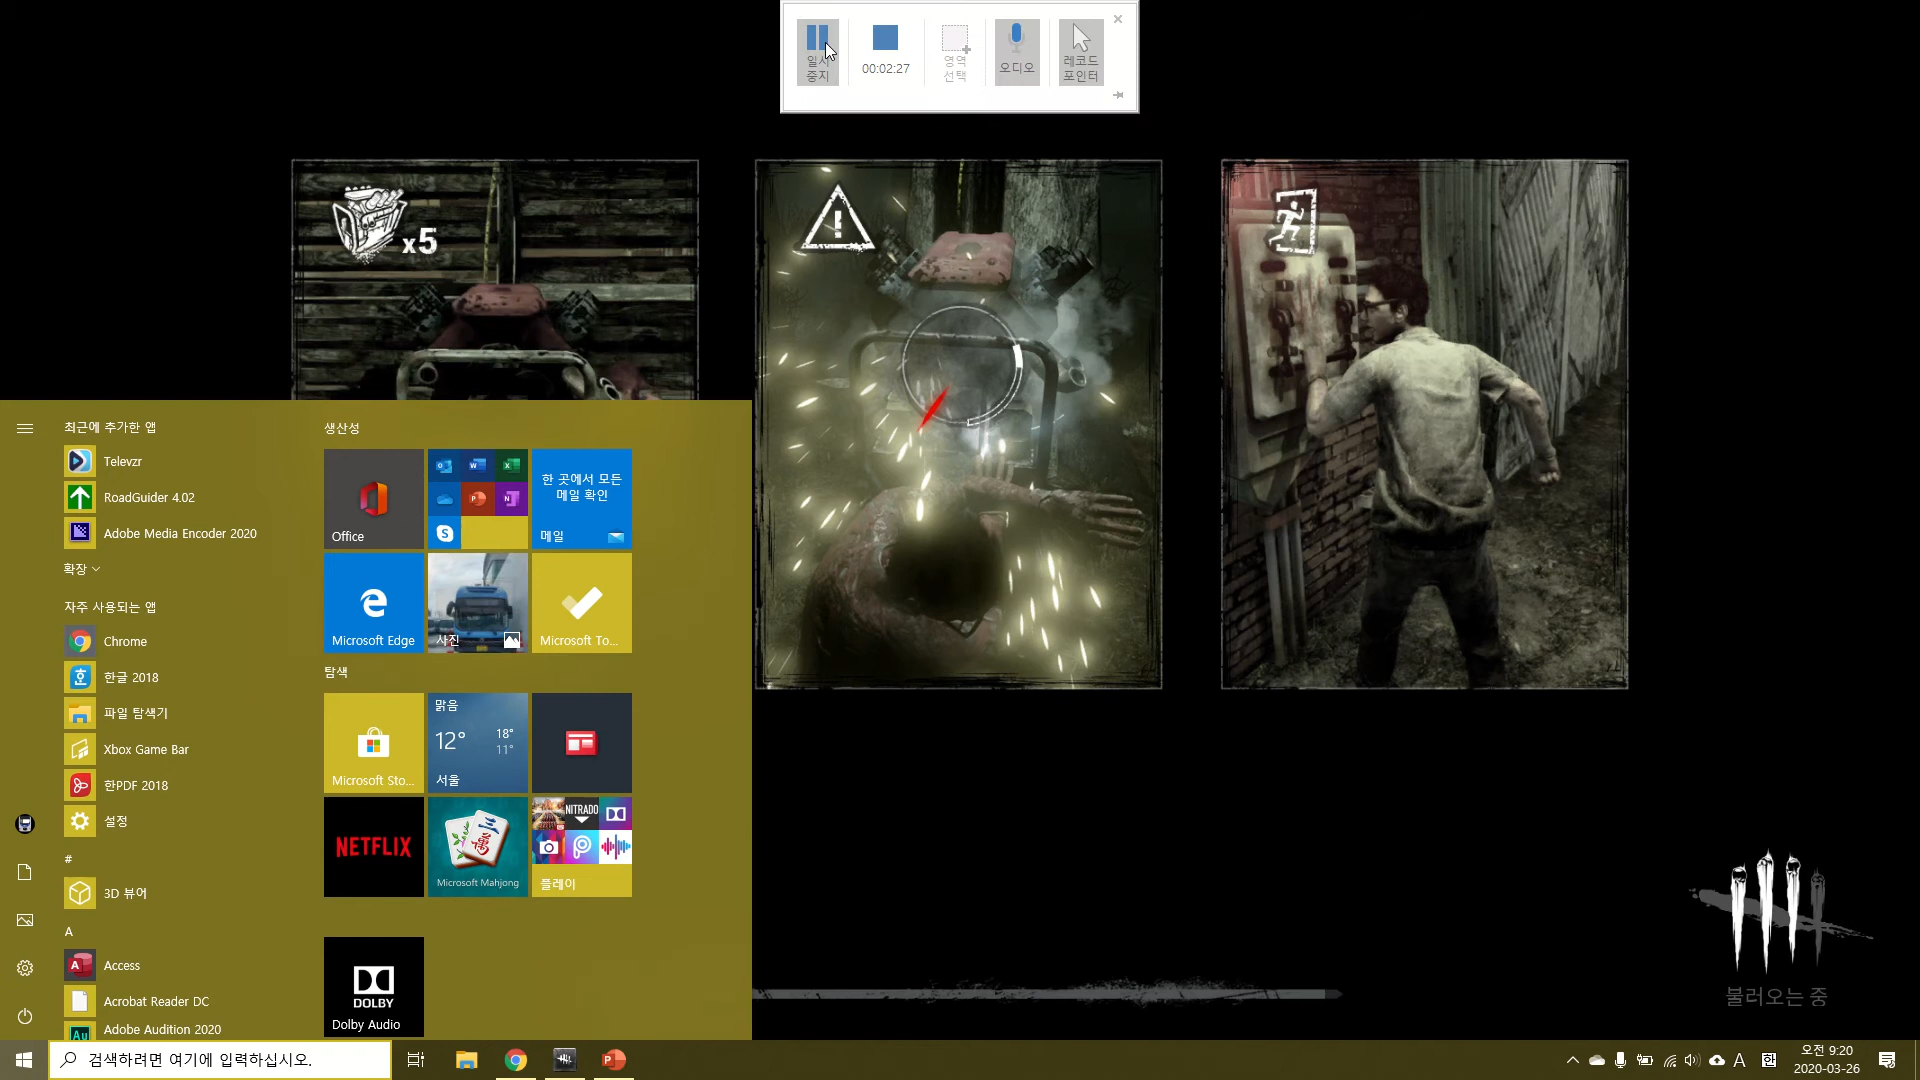 일시
중지
00:02:27
영역
선택
오디오
레코드
포인터
x5
최근에 추가한 앱
Televzr
RoadGuider 4.02
Adobe Media Encoder 2020
확장
자주 사용되는 앱
Chrome
한글 2018
파일 탐색기
Xbox Game Bar
한PDF 2018
설정
#
3D 뷰어
A
Access
Acrobat Reader DC
Adobe Audition 2020
생산성
Office
한 곳에서 모든
메일 확인
메일
Microsoft Edge
사진
Microsoft To...
탐색
Microsoft Sto...
맑음
12° 18°
11°
서울
NETFLIX
Microsoft Mahjong
NITRADO
플레이
DOLBY
Dolby Audio
불러오는 중
검색하려면 여기에 입력하십시오.
A 한
오전 9:20
2020-03-26